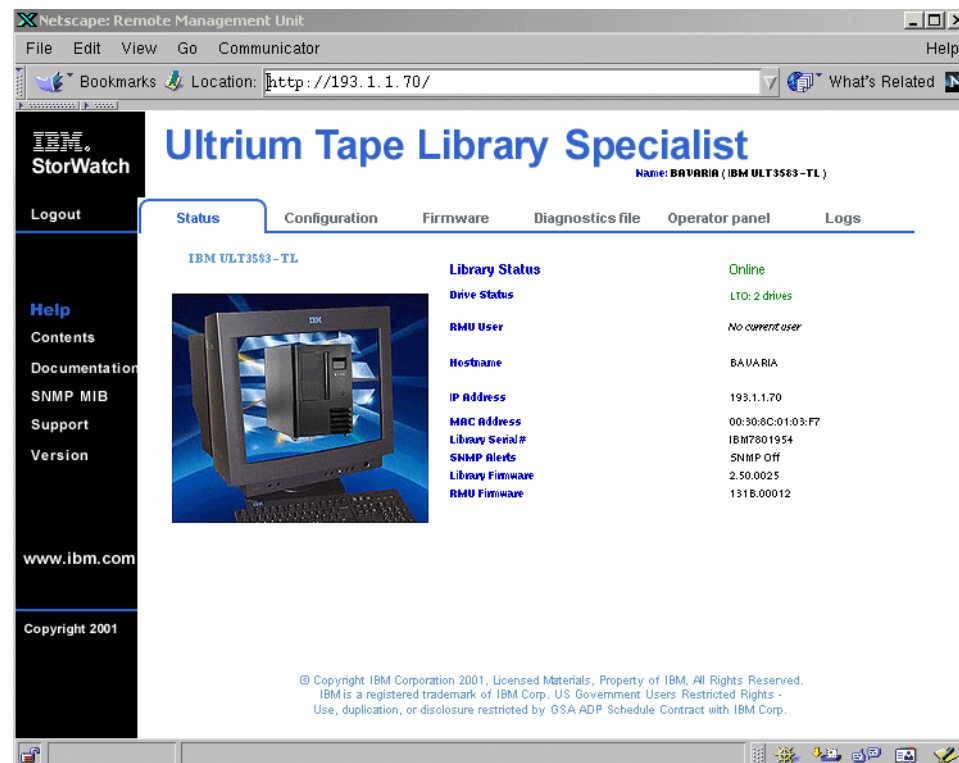 Netscape: Remote Management Unit
File Edit View Go Communicator Help
Bookmarks Location: http://193.1.1.70/ What's Related N
IBM.
StorWatch
Ultrium Tape Library Specialist
Name: BAVARIA ( IBM ULT3583-TL )
Logout
Status Configuration Firmware Diagnostics file Operator panel Logs
IBM ULT3583-TL
Library Status Online
Drive Status LTO: 2 drives
RMU User No current user
Hostname BAVARIA
IP Address 193.1.1.70
MAC Address 00:30:8C:01:03:F7
Library Serial# IBM7801954
SNMP Alerts SNMP Off
Library Firmware 2.50.0025
RMU Firmware 131B.00012
IBM
Help
Contents
Documentation
SNMP MIB
Support
Version
www.ibm.com
Copyright 2001
© Copyright IBM Corporation 2001, Licensed Materials, Property of IBM, All Rights Reserved.
IBM is a registered trademark of IBM Corp. US Government Users Restricted Rights -
Use, duplication, or disclosure restricted by GSA ADP Schedule Contract with IBM Corp.